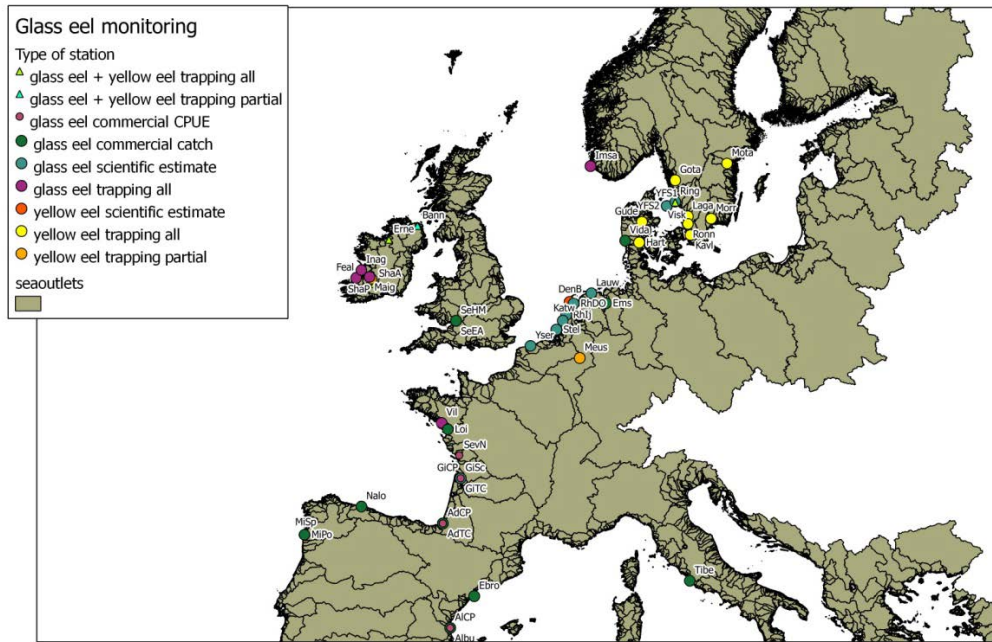 Glass eel monitoring
Type of station
glass eel + yellow eel trapping all
glass eel + yellow eel trapping partial
glass eel commercial CPUE
glass eel commercial catch
glass eel scientific estimate
glass eel trapping all
yellow eel scientific estimate
yellow eel trapping all
yellow eel trapping partial
seaoutlets
Imsa
Mota
Gota
Ring
YFS1
YFS2
Laga
Morr
Gude
Visk
Bann
Erne
Vida
Ronn
Hart
Kavl
Inag
Feal
ShaA
ShaP
Maig
Lauw
DenB
RhDO
Ems
Katw
RhIj
SeHM
Stel
SeEA
Yser
Meus
Vil
Loi
SevN
GiCP
GiSc
GiTC
Nalo
AdCP
MiSp
MiPo
AdTC
Tibe
Ebro
AlCP
Albu